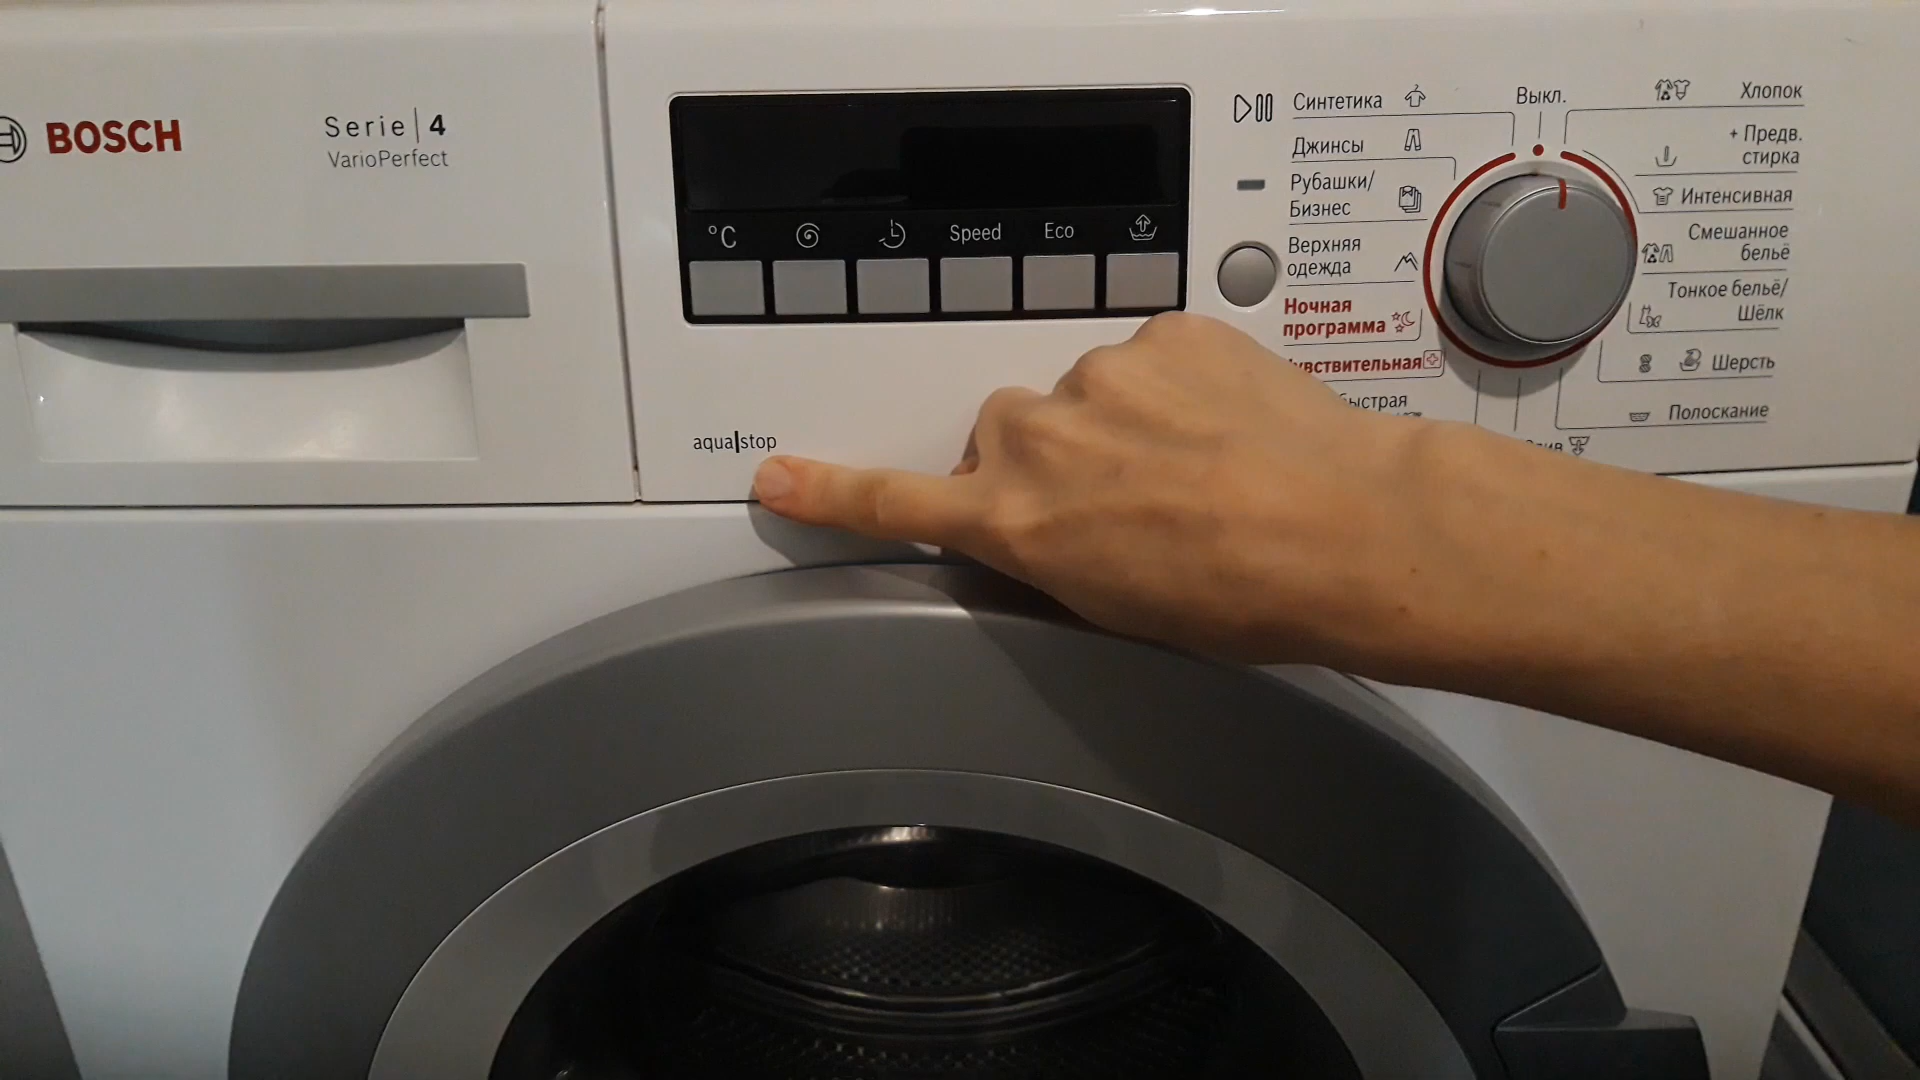 BOSCH
Serie | 4
VarioPerfect
°C
Speed
Eco
aqua|stop
Синтетика
Джинсы
Рубашки/
Бизнес
Верхняя
одежда
Ночная
программа
Выкл.
Хлопок
+ Предв.
стирка
Интенсивная
Смешанное
бельё
Тонкое бельё/
Шёлк
Шерсть
Полоскание